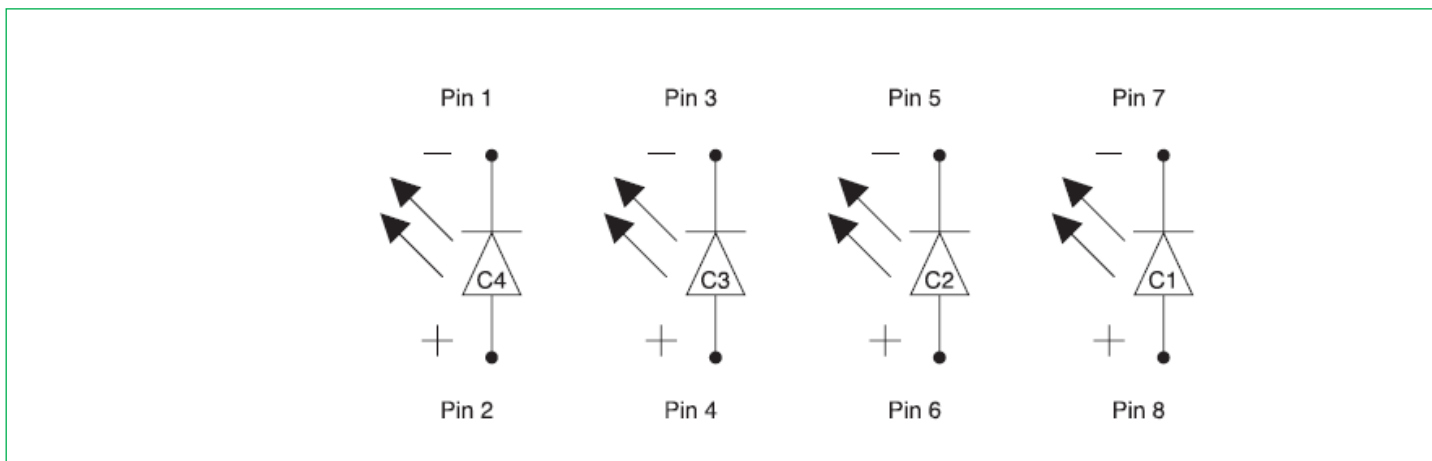 Pin 1 Pin 3 Pin 5 Pin 7
− − − −
C4 C3 C2 C1
+ + + +
Pin 2 Pin 4 Pin 6 Pin 8